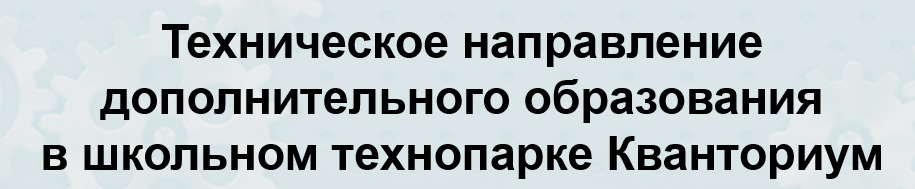 Техническое направление
дополнительного образования
в школьном технопарке Кванториум